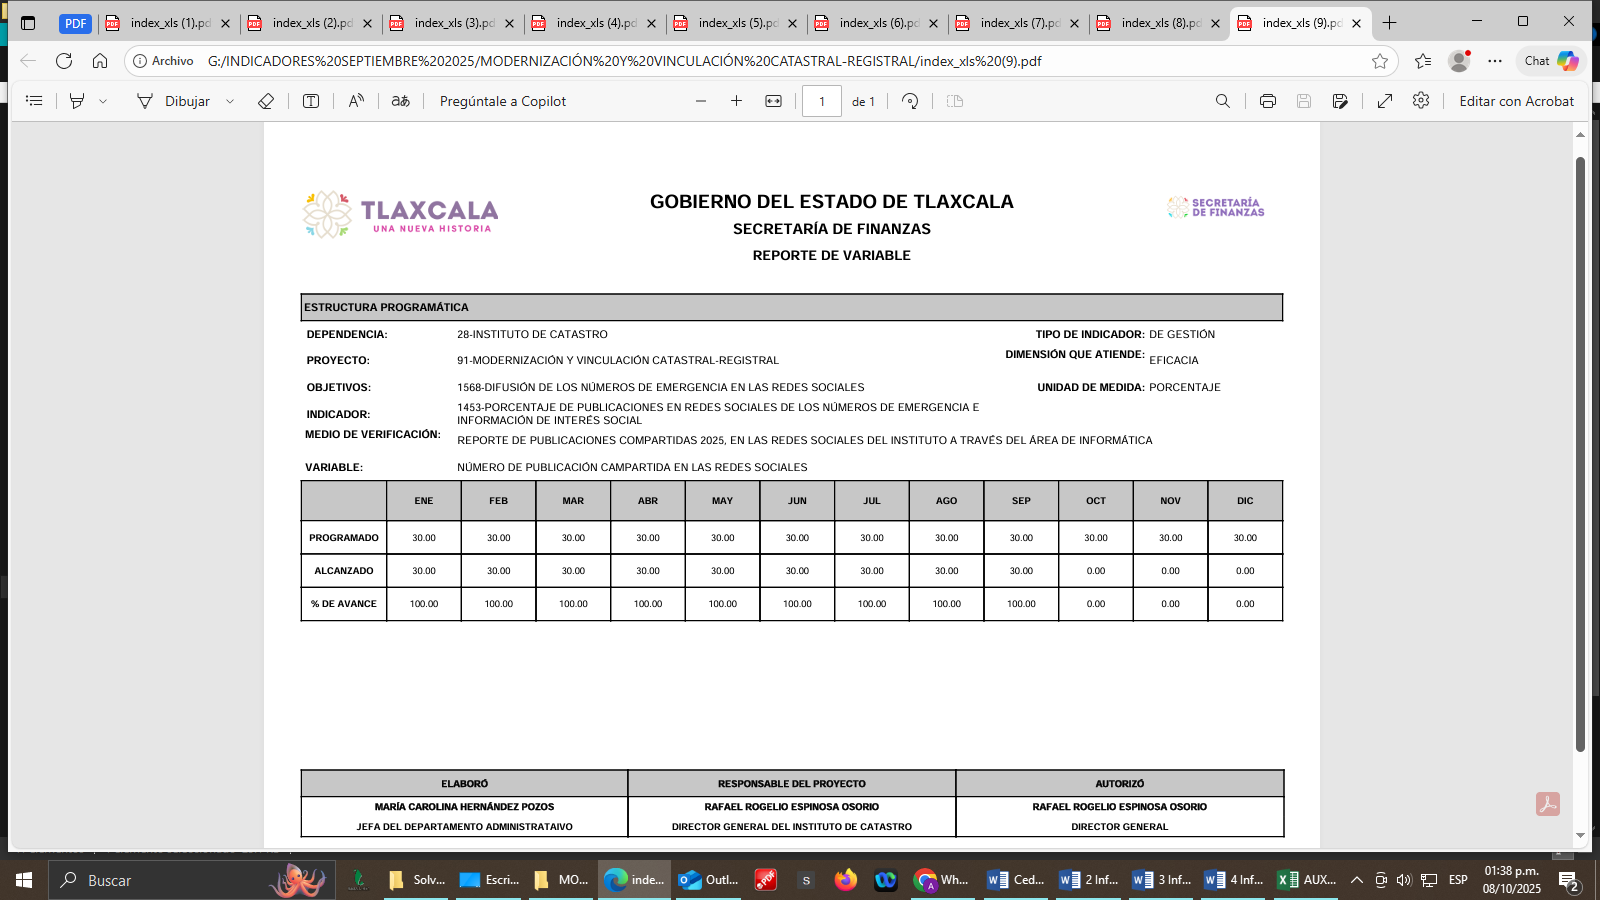 PDF index_xls (1).pd index_xls (2).pd index_xls (3).pd index_xls (4).pd index_xls (5).pd index_xls (6).pd index_xls (7).pd index_xls (8).pd index_xls (9).pd
Archivo G:/INDICADORES%20SEPTIEMBRE%202025/MODERNIZACIÓN%20Y%20VINCULACIÓN%20CATASTRAL-REGISTRAL/index_xls%20(9).pdf Chat
Dibujar Pregúntale a Copilot 1 de 1 Editar con Acrobat
TLAXCALA
UNA NUEVA HISTORIA
GOBIERNO DEL ESTADO DE TLAXCALA
SECRETARÍA DE FINANZAS
REPORTE DE VARIABLE
SECRETARÍA
DE FINANZAS
ESTRUCTURA PROGRAMÁTICA
DEPENDENCIA: 28-INSTITUTO DE CATASTRO TIPO DE INDICADOR: DE GESTIÓN
PROYECTO: 91-MODERNIZACIÓN Y VINCULACIÓN CATASTRAL-REGISTRAL DIMENSIÓN QUE ATIENDE: EFICACIA
OBJETIVOS: 1568-DIFUSIÓN DE LOS NÚMEROS DE EMERGENCIA EN LAS REDES SOCIALES UNIDAD DE MEDIDA: PORCENTAJE
INDICADOR: 1453-PORCENTAJE DE PUBLICACIONES EN REDES SOCIALES DE LOS NÚMEROS DE EMERGENCIA E
INFORMACIÓN DE INTERÉS SOCIAL
MEDIO DE VERIFICACIÓN: REPORTE DE PUBLICACIONES COMPARTIDAS 2025, EN LAS REDES SOCIALES DEL INSTITUTO A TRAVÉS DEL ÁREA DE INFORMÁTICA
VARIABLE: NÚMERO DE PUBLICACIÓN CAMPARTIDA EN LAS REDES SOCIALES
ENE FEB MAR ABR MAY JUN JUL AGO SEP OCT NOV DIC
PROGRAMADO 30.00 30.00 30.00 30.00 30.00 30.00 30.00 30.00 30.00 30.00 30.00 30.00
ALCANZADO 30.00 30.00 30.00 30.00 30.00 30.00 30.00 30.00 30.00 0.00 0.00 0.00
% DE AVANCE 100.00 100.00 100.00 100.00 100.00 100.00 100.00 100.00 100.00 0.00 0.00 0.00
ELABORÓ RESPONSABLE DEL PROYECTO AUTORIZÓ
MARÍA CAROLINA HERNÁNDEZ POZOS RAFAEL ROGELIO ESPINOSA OSORIO RAFAEL ROGELIO ESPINOSA OSORIO
JEFA DEL DEPARTAMENTO ADMINISTRATAIVO DIRECTOR GENERAL DEL INSTITUTO DE CATASTRO DIRECTOR GENERAL
Buscar Solv... Escri... MO... inde... Outl... Wh... Ced... 2 Inf... 3 Inf... 4 Inf... AUX... ESP 01:38 p.m.
08/10/2025 2